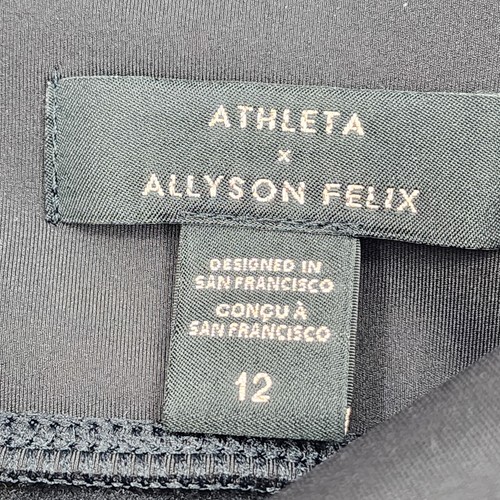 ATHLETA
x
ALLYSON FELIX
DESIGNED IN
SAN FRANCISCO
CONÇU À
SAN FRANCISCO
12